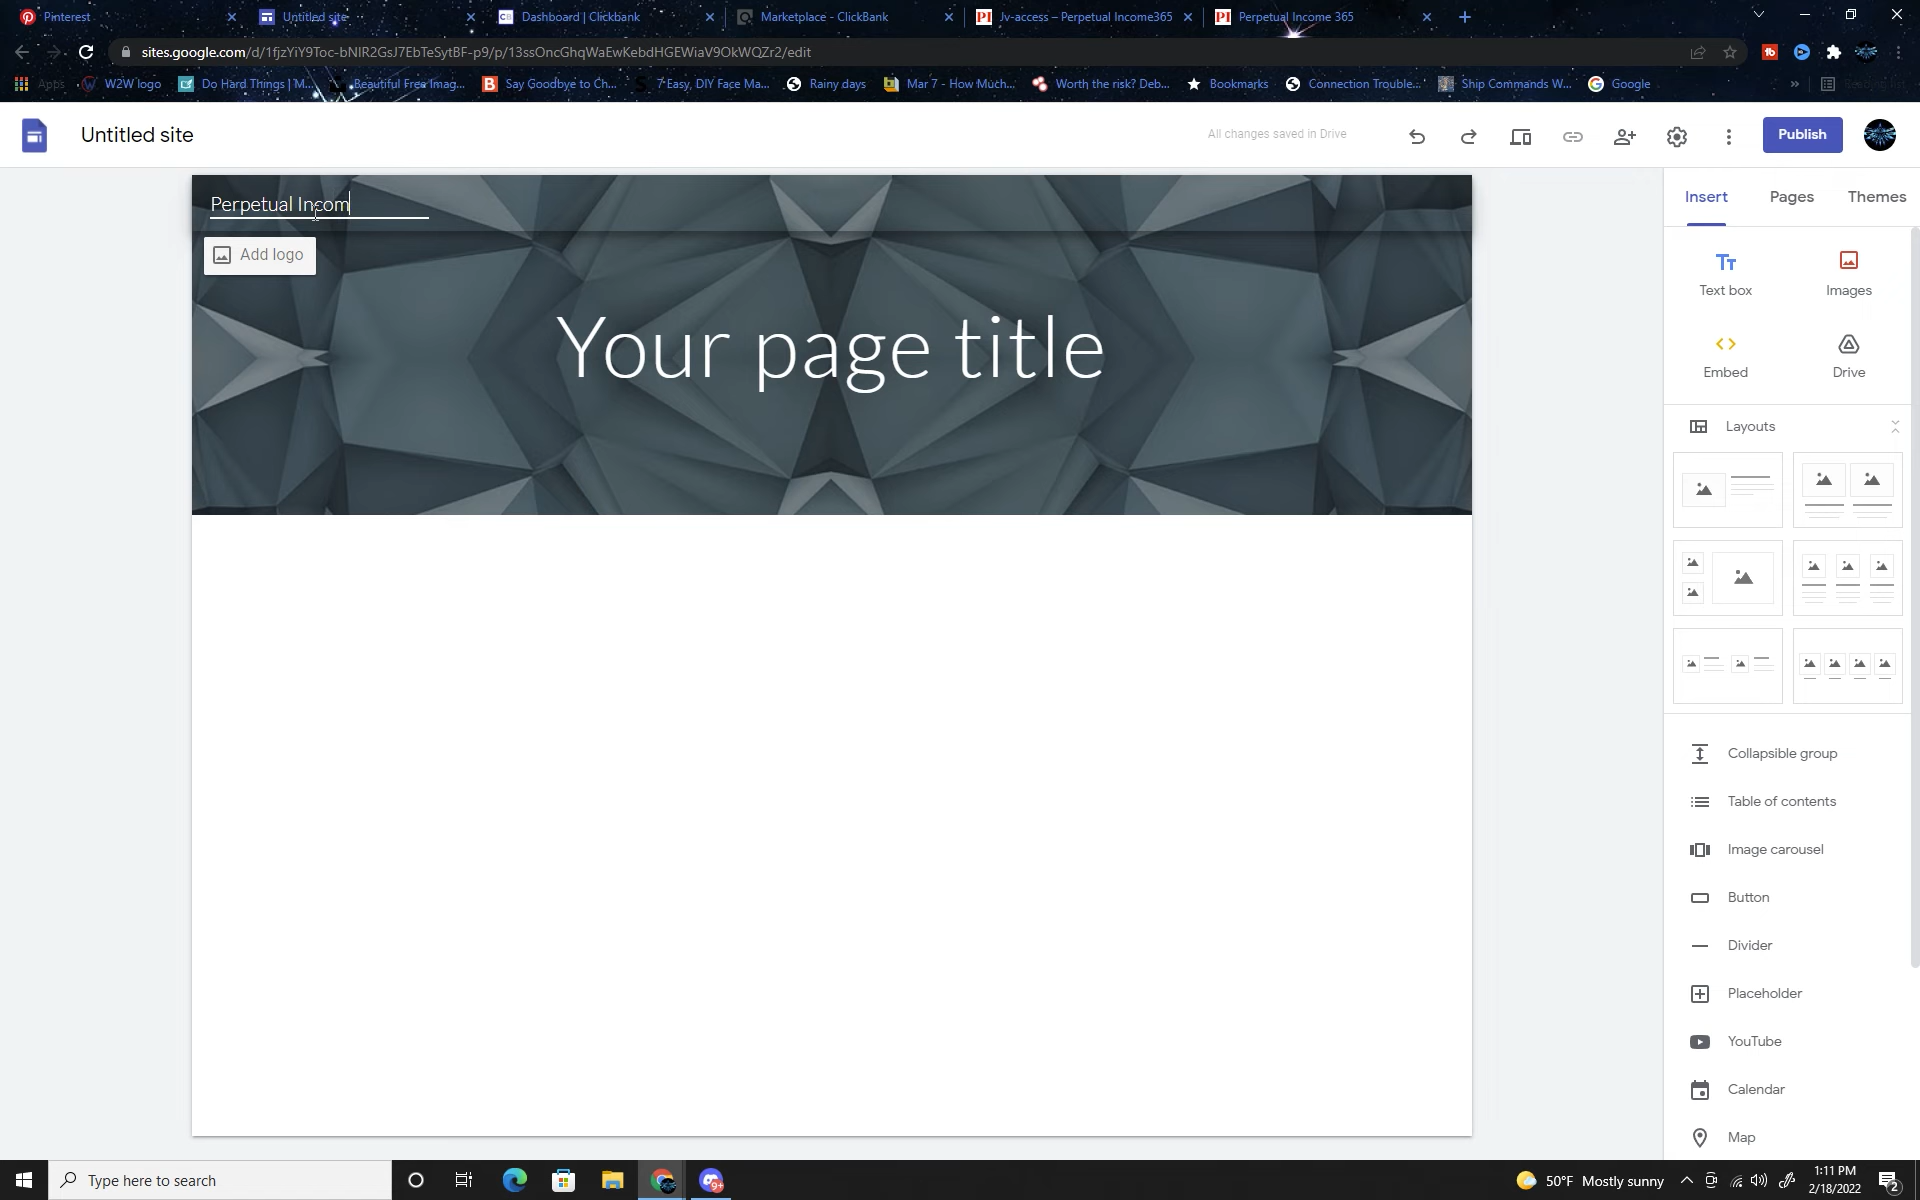 Pinterest
Untitled site
Dashboard | Clickbank
Marketplace - ClickBank
Jv-access – Perpetual Income365
Perpetual Income 365
sites.google.com/d/1fjzYiY9Toc-bNlR2GsJ7EbTeSytBF-p9/p/13ssOncGhqWaEwKebdHGEWiaV9OkWQZr2/edit
Apps
W2W logo
Do Hard Things | M...
Beautiful Free Imag...
Say Goodbye to Ch...
7 Easy, DIY Face Ma...
Rainy days
Mar 7 - How Much...
Worth the risk? Deb...
Bookmarks
Connection Trouble...
Ship Commands W...
Google
»
Reading list
Untitled site
All changes saved in Drive
Publish
Perpetual Incom
Add logo
Your page title
Insert
Pages
Themes
Text box
Images
Embed
Drive
Layouts
Collapsible group
Table of contents
Image carousel
Button
Divider
Placeholder
YouTube
Calendar
Map
Type here to search
9+
50°F Mostly sunny
1:11 PM
2/18/2022
2